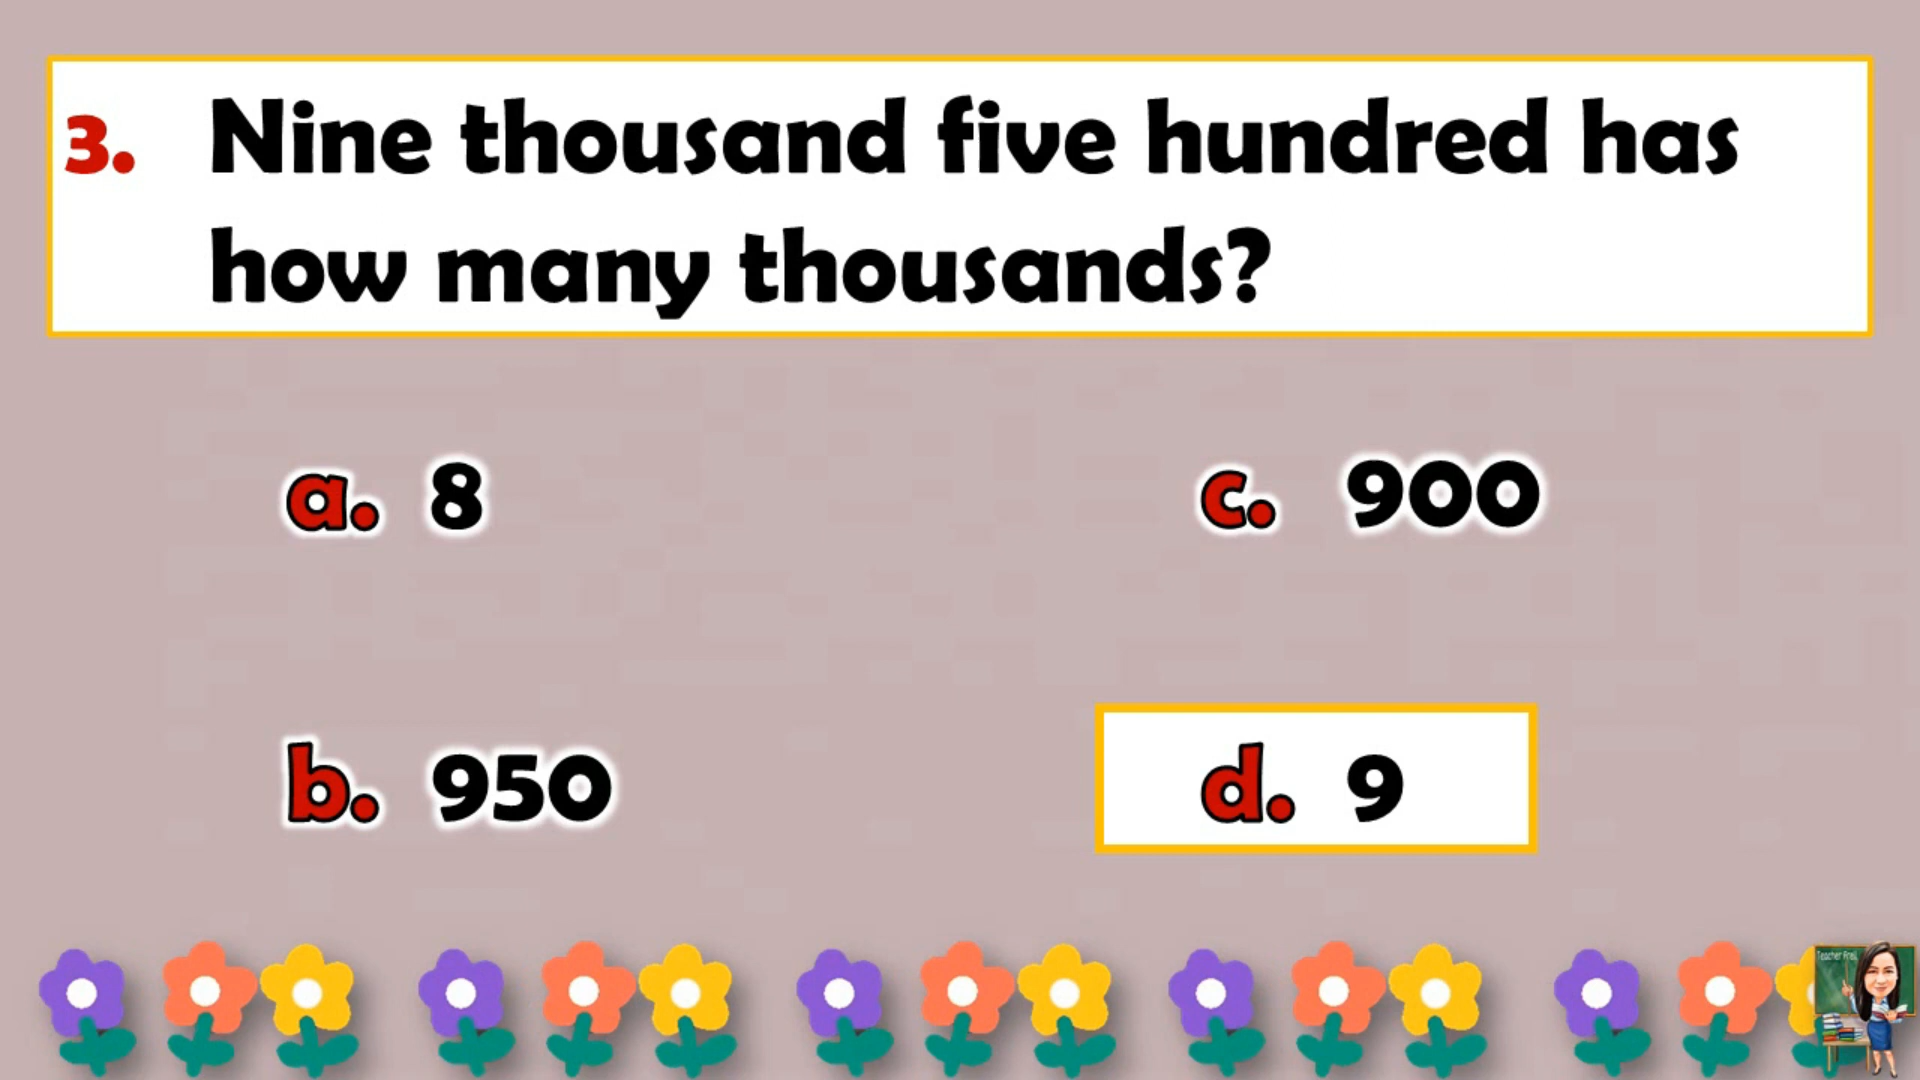 3. Nine thousand five hundred has
how many thousands?
a. 8
c. 900
b. 950
d. 9